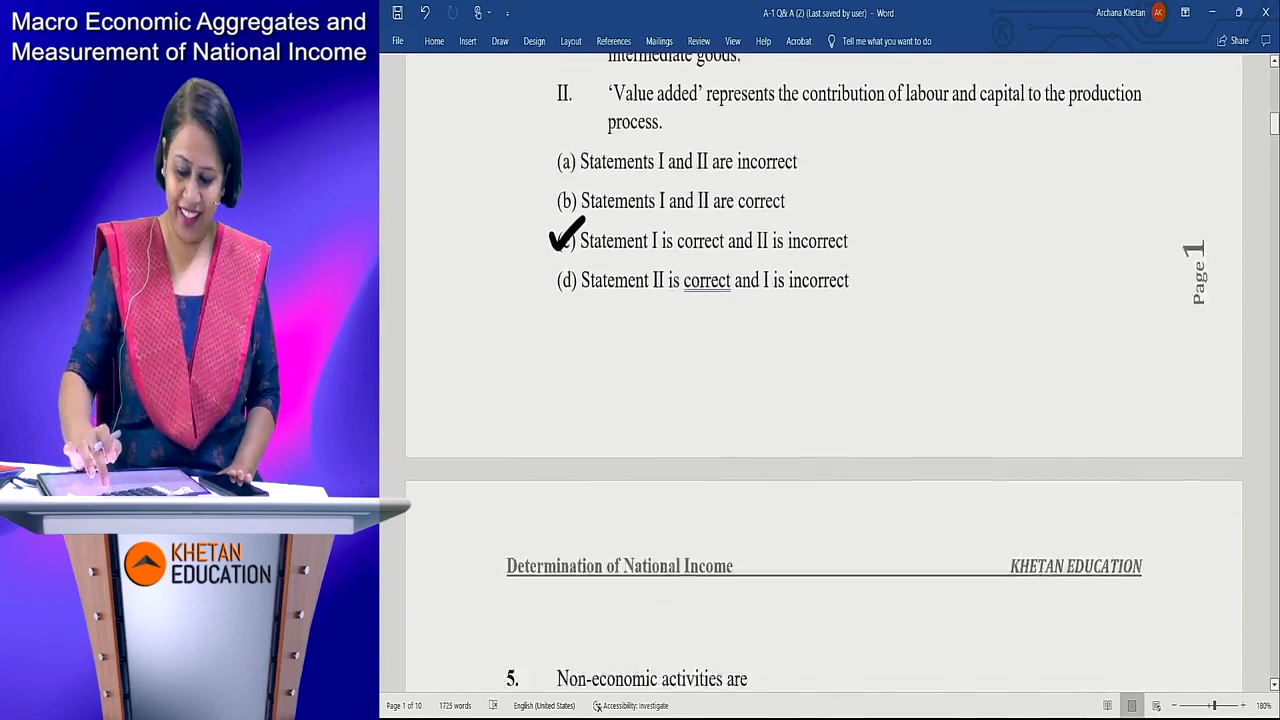 Macro Economic Aggregates and
Measurement of National Income
A-1 Q& A (2) (Last saved by user) - Word
Archana Khetan
AK
File Home Insert Draw Design Layout References Mailings Review View Help Acrobat Tell me what you want to do
Share
intermediate goods.
II. ‘Value added’ represents the contribution of labour and capital to the production
process.
(a) Statements I and II are incorrect
(b) Statements I and II are correct
(c) Statement I is correct and II is incorrect
(d) Statement II is correct and I is incorrect
Page 1
Determination of National Income KHETAN EDUCATION
5. Non-economic activities are
KHETAN
EDUCATION
Page 1 of 10 1725 words English (United States) Accessibility: Investigate 180%